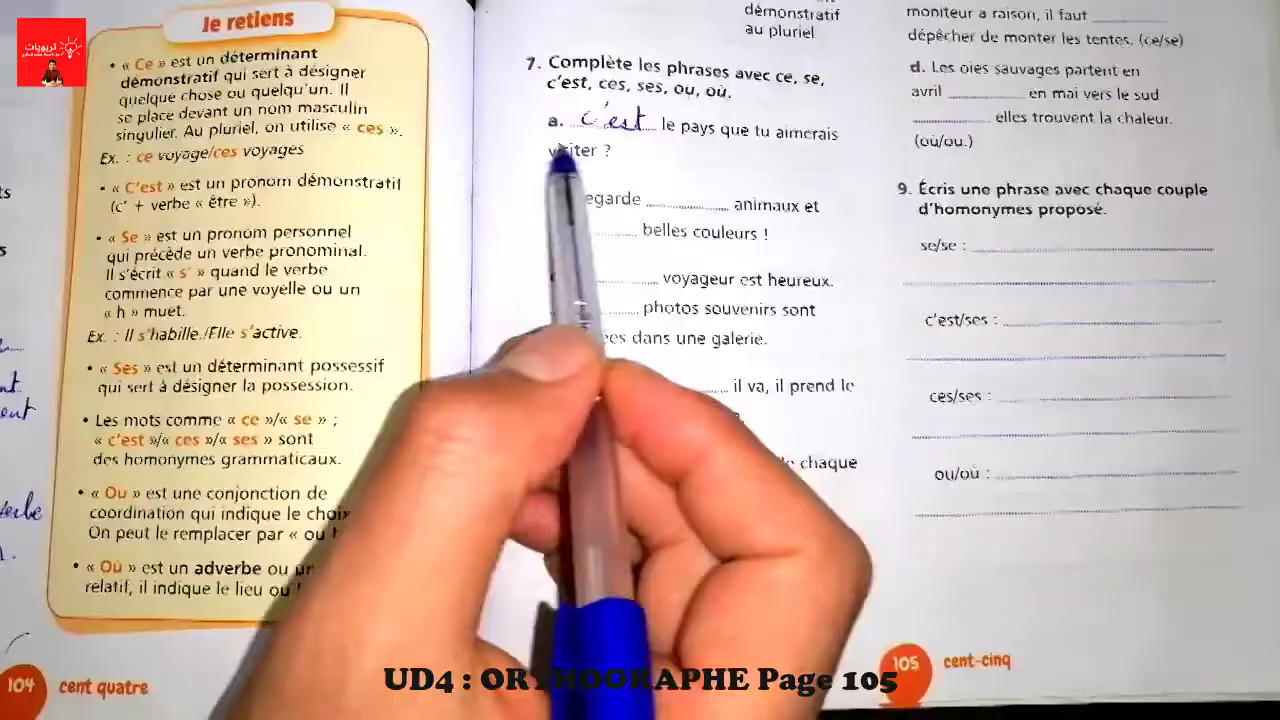 تربويات
Je retiens
• « Ce » est un déterminant
démonstratif qui sert à désigner
quelque chose ou quelqu'un. Il
se place devant un nom masculin
singulier. Au pluriel, on utilise « ces ».
Ex. : ce voyage/ces voyages
• « C'est » est un pronom démonstratif
(c' + verbe « être »).
• « Se » est un pronom personnel
qui précède un verbe pronominal.
Il s'écrit « s' » quand le verbe
commence par une voyelle ou un
« h » muet.
Ex. : Il s'habille./Elle s'active.
• « Ses » est un déterminant possessif
qui sert à désigner la possession.
• Les mots comme « ce »/« se » ;
« c'est »/« ces »/« ses » sont
des homonymes grammaticaux.
• « Ou » est une conjonction de
coordination qui indique le choix
On peut le remplacer par « ou
• « Où » est un adverbe ou un
relatif, il indique le lieu ou
104 cent quatre
démonstratif
au pluriel
7. Complète les phrases avec ce, se,
c'est, ces, ses, ou, où.
a. c'est le pays que tu aimerais
visiter ?
egarde ........ animaux et
........ belles couleurs !
........ voyageur est heureux.
........ photos souvenirs sont
ées dans une galerie.
........ il va, il prend le
chaque
moniteur a raison, il faut ........
dépêcher de monter les tentes. (ce/se)
d. Les oies sauvages partent en
avril ........ en mai vers le sud
........ elles trouvent la chaleur.
(où/ou.)
9. Écris une phrase avec chaque couple
d'homonymes proposé.
se/se : ........
c'est/ses : ........
ces/ses : ........
ou/où : ........
105 cent-cinq
UD4 : ORTHOGRAPHE Page 105